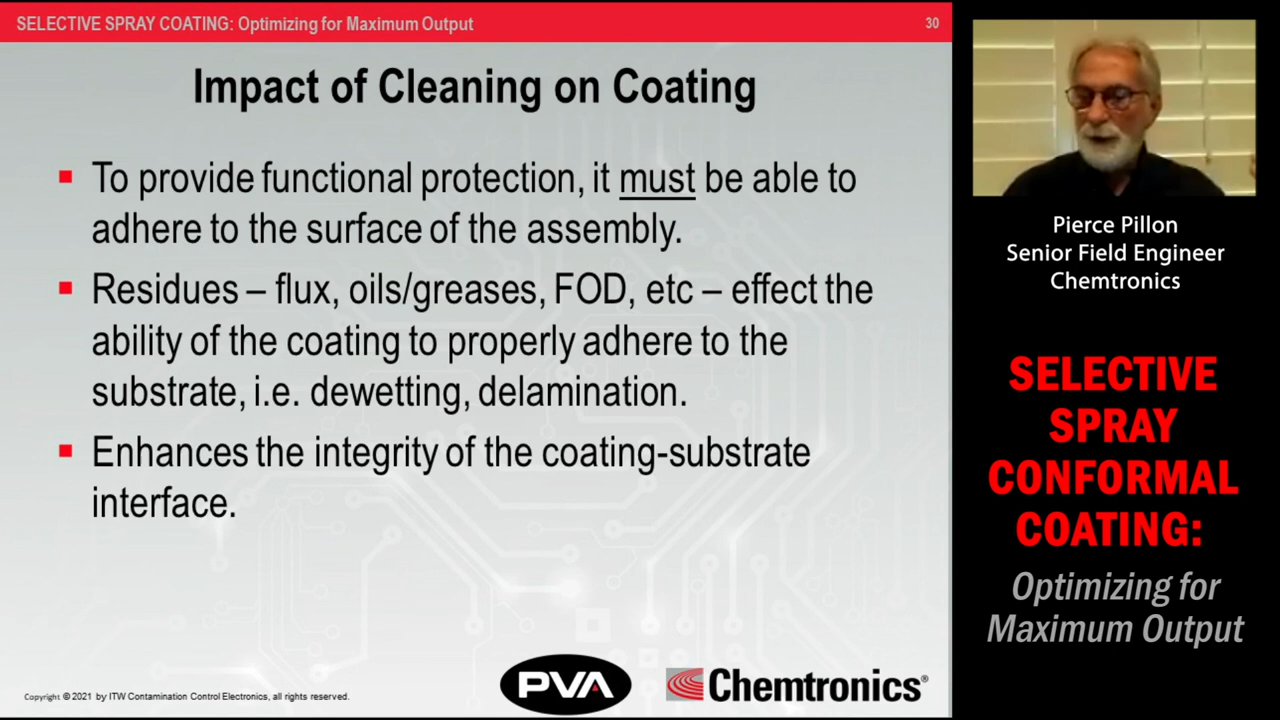 SELECTIVE SPRAY COATING: Optimizing for Maximum Output
30
Impact of Cleaning on Coating
To provide functional protection, it must be able to
adhere to the surface of the assembly.
Residues – flux, oils/greases, FOD, etc – effect the
ability of the coating to properly adhere to the
substrate, i.e. dewetting, delamination.
Enhances the integrity of the coating-substrate
interface.
Copyright © 2021 by ITW Contamination Control Electronics, all rights reserved.
PVA
Chemtronics®
Pierce Pillon
Senior Field Engineer
Chemtronics
SELECTIVE
SPRAY
CONFORMAL
COATING:
Optimizing for
Maximum Output